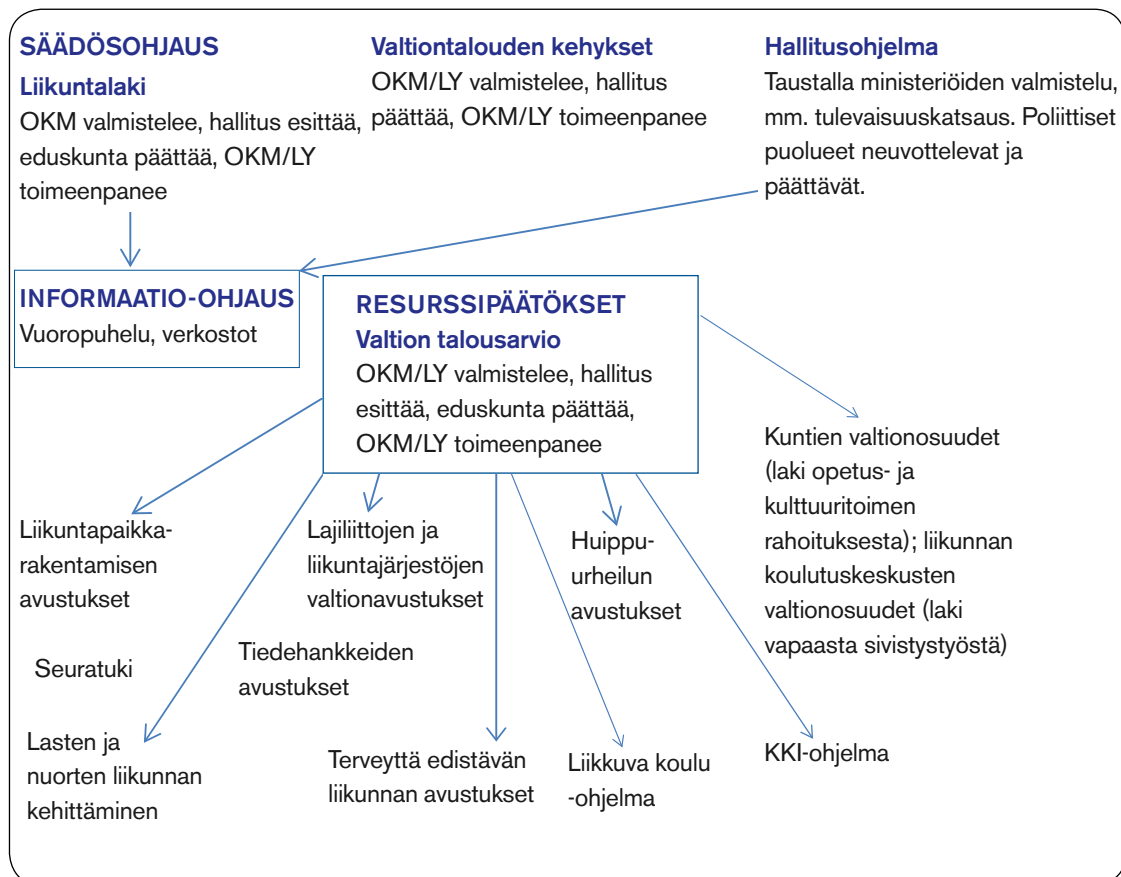 SÄÄDÖSOHJAUS
Liikuntalaki
OKM valmistelee, hallitus esittää,
eduskunta päättää, OKM/LY
toimeenpanee
Valtiontalouden kehykset
OKM/LY valmistelee, hallitus
päättää, OKM/LY toimeenpanee
Hallitusohjelma
Taustalla ministeriöiden valmistelu,
mm. tulevaisuuskatsaus. Poliittiset
puolueet neuvottelevat ja
päättävät.
INFORMAATIO-OHJAUS
Vuoropuhelu, verkostot
RESURSSIPÄÄTÖKSET
Valtion talousarvio
OKM/LY valmistelee, hallitus
esittää, eduskunta päättää,
OKM/LY toimeenpanee
Liikuntapaikka-
rakentamisen
avustukset
Lajiliittojen ja
liikuntajärjestöjen
valtionavustukset
Huippu-
urheilun
avustukset
Kuntien valtionosuudet
(laki opetus- ja
kulttuuritoimen
rahoituksesta); liikunnan
koulutuskeskusten
valtionosuudet (laki
vapaasta sivistystyöstä)
Seuratuki
Tiedehankkeiden
avustukset
Lasten ja
nuorten liikunnan
kehittäminen
Terveyttä edistävän
liikunnan avustukset
Liikkuva koulu
-ohjelma
KKI-ohjelma